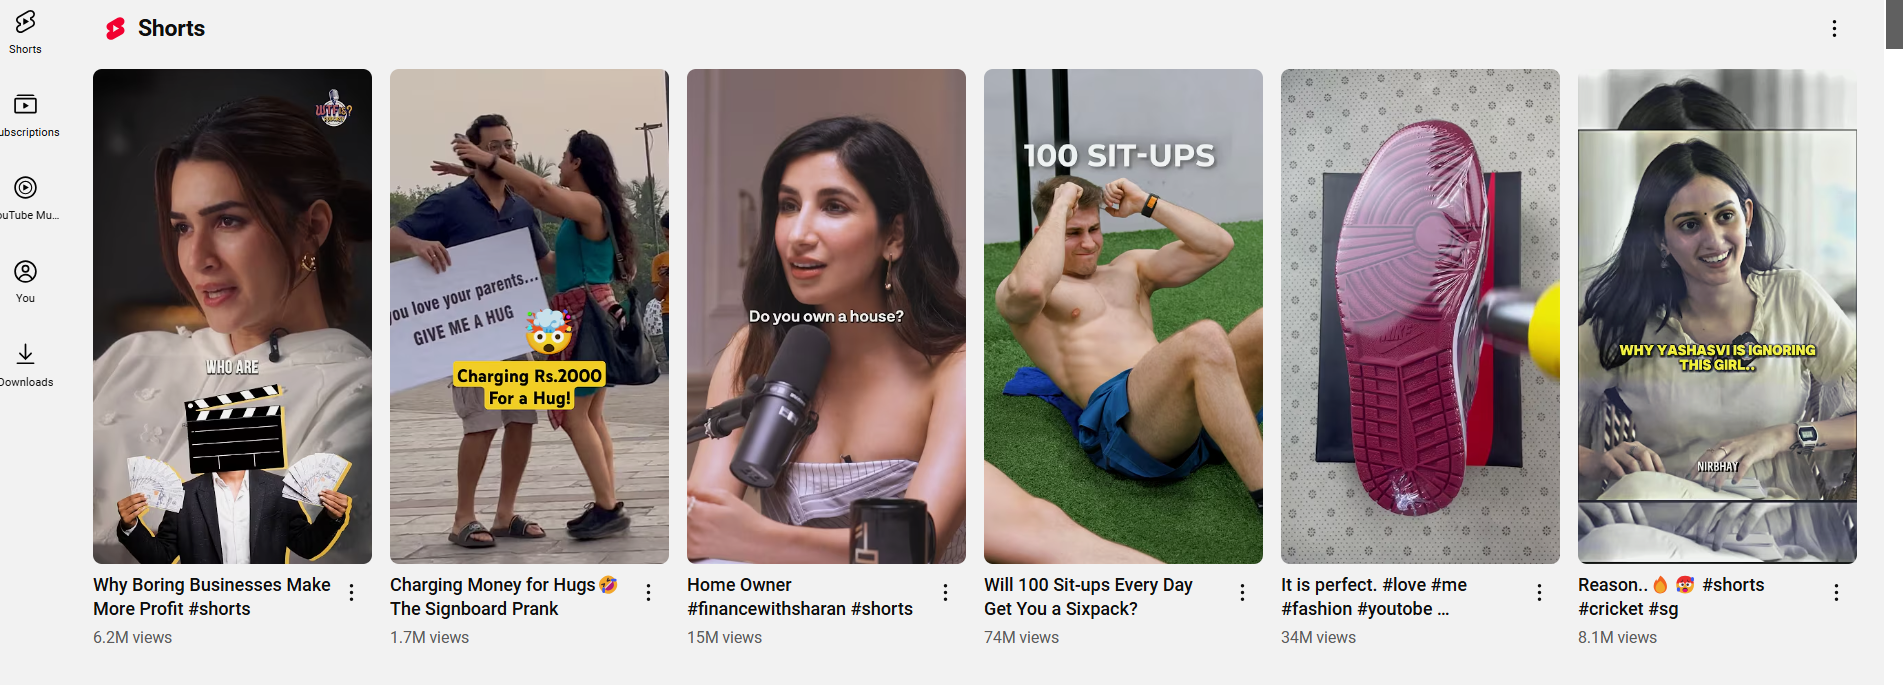 Shorts
Shorts
ubscriptions
ouTube Mu...
You
Downloads
WTF is?
WHO ARE
Why Boring Businesses Make
More Profit #shorts
6.2M views
you love your parents...
GIVE ME A HUG
Charging Rs.2000
For a Hug!
Charging Money for Hugs🤣
The Signboard Prank
1.7M views
Do you own a house?
Home Owner
#financewithsharan #shorts
15M views
100 SIT-UPS
Will 100 Sit-ups Every Day
Get You a Sixpack?
74M views
NIKE
It is perfect. #love #me
#fashion #youtobe ...
34M views
WHY YASHASVI IS IGNORING
THIS GIRL..
NIRBHAY
Reason.. 🔥 🥵 #shorts
#cricket #sg
8.1M views